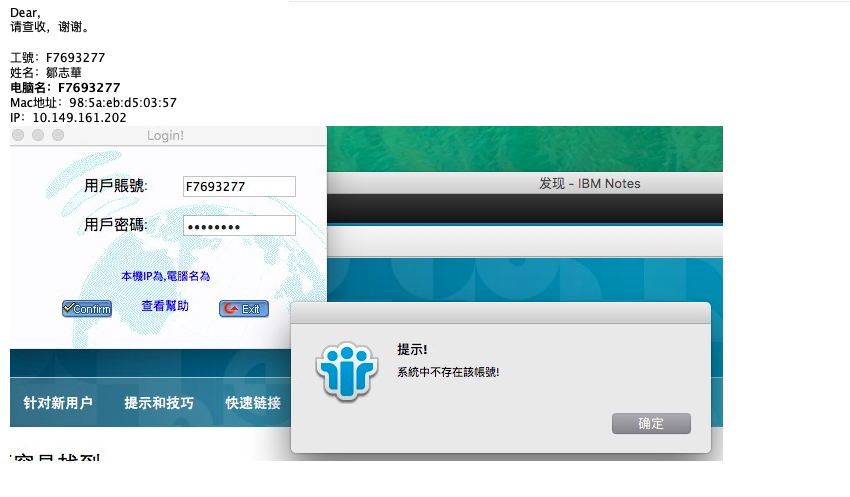 Dear,
请查收，谢谢。
工號：F7693277
姓名：鄒志華
电脑名：F7693277
Mac地址：98:5a:eb:d5:03:57
IP：10.149.161.202
Login!
发现 - IBM Notes
用戶賬號:
F7693277
用戶密碼:
••••••••
本機IP為,電腦名為
Confirm
查看幫助
Exit
提示!
系統中不存在該帳號!
确定
针对新用户
提示和技巧
快速链接
容易找到